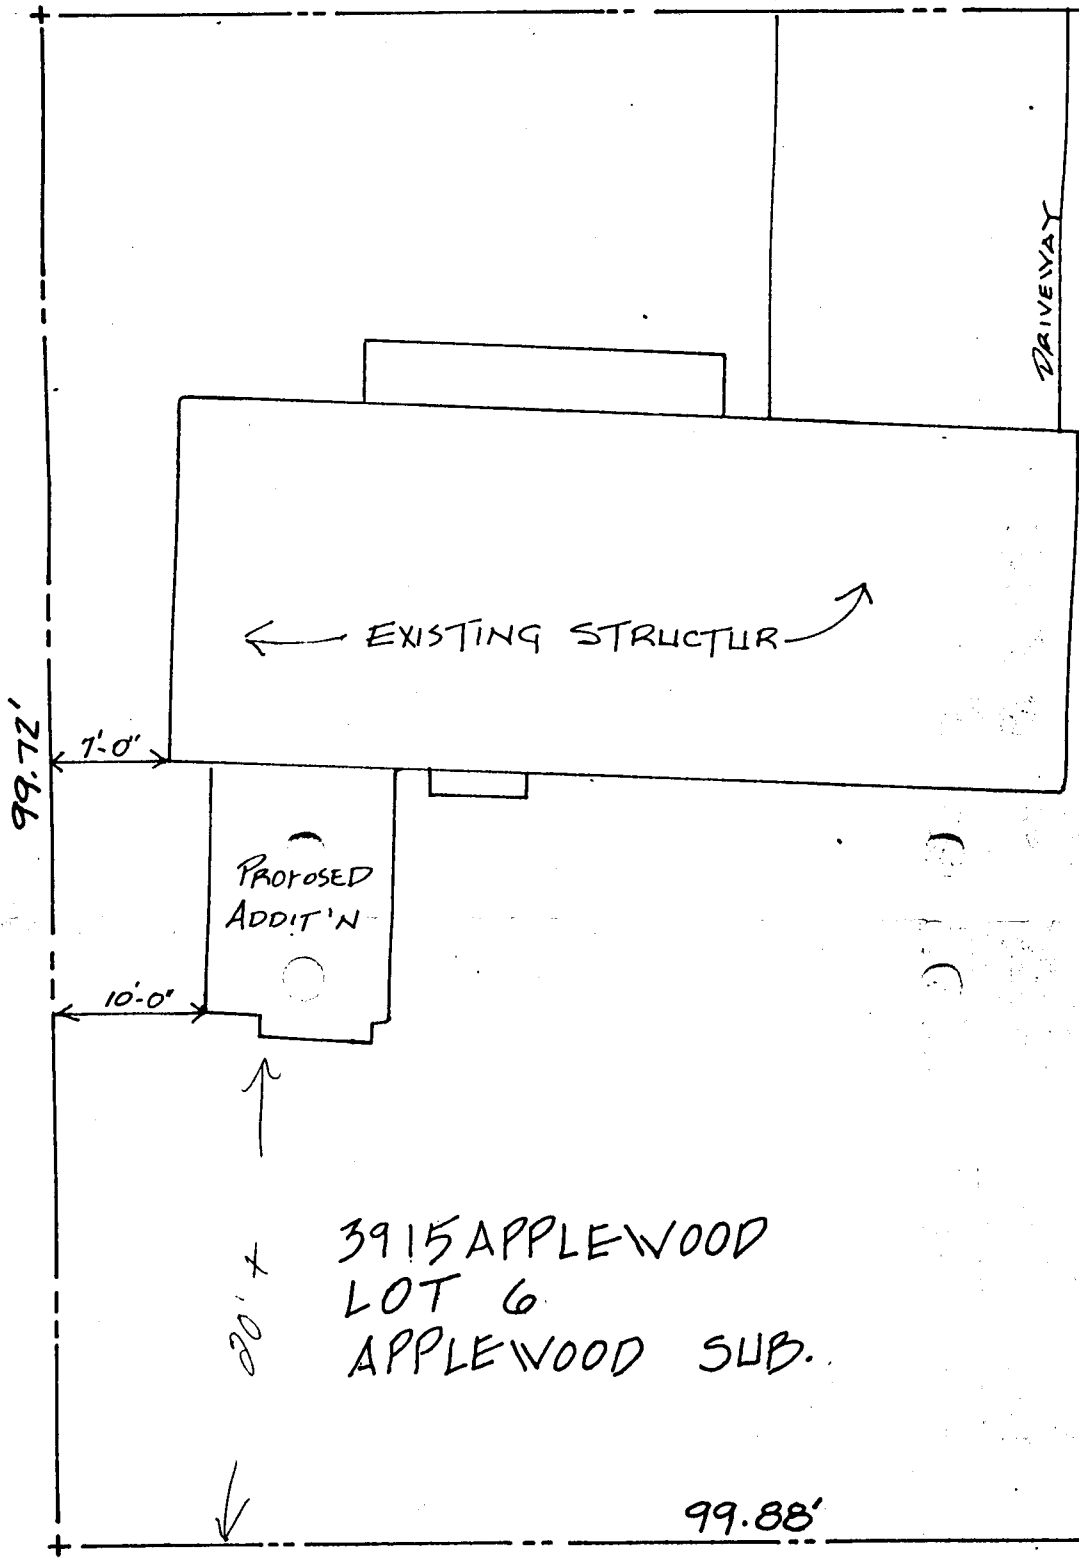 DRIVEWAY
EXISTING STRUCTUR
99.72'
7'-0"
PROPOSED
ADDIT'N
10'-0"
20' +
3915 APPLEWOOD
LOT 6
APPLEWOOD SUB.
99.88'